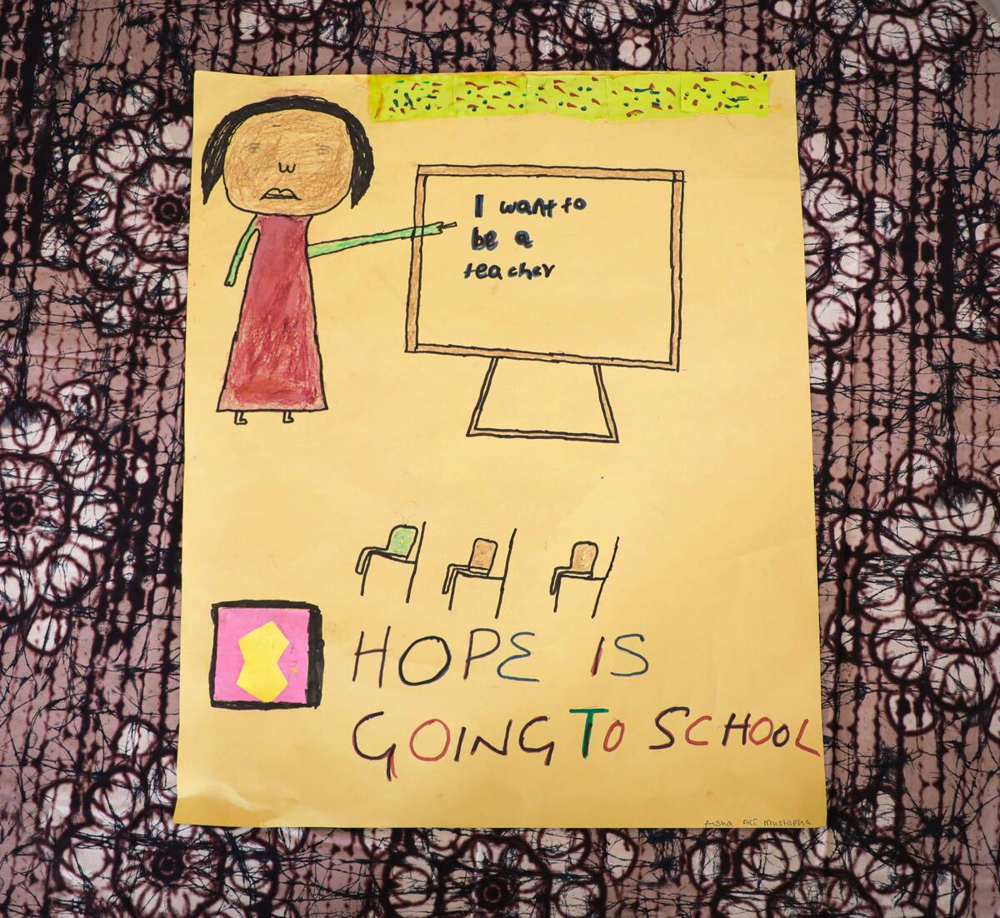 I want to
be a
teacher
HOPE IS
GOING TO SCHOOL
Aisha Ali Mustapha